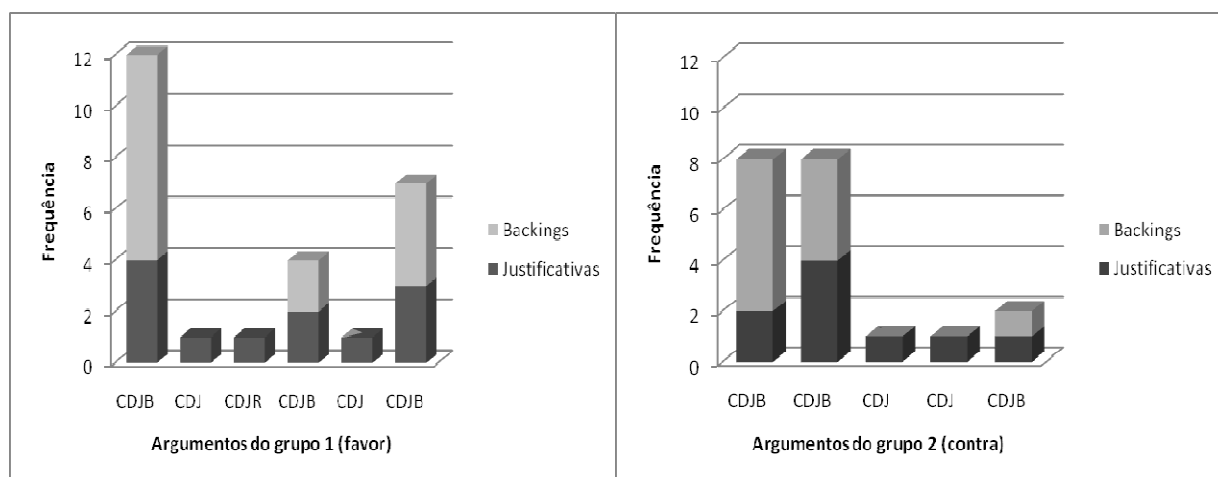 12
10
8
6
4
2
0
Frequência
CDJB CDJ CDJR CDJB CDJ CDJB
Argumentos do grupo 1 (favor)
Backings
Justificativas
12
10
8
6
4
2
0
Frequência
CDJB CDJB CDJ CDJ CDJB
Argumentos do grupo 2 (contra)
Backings
Justificativas